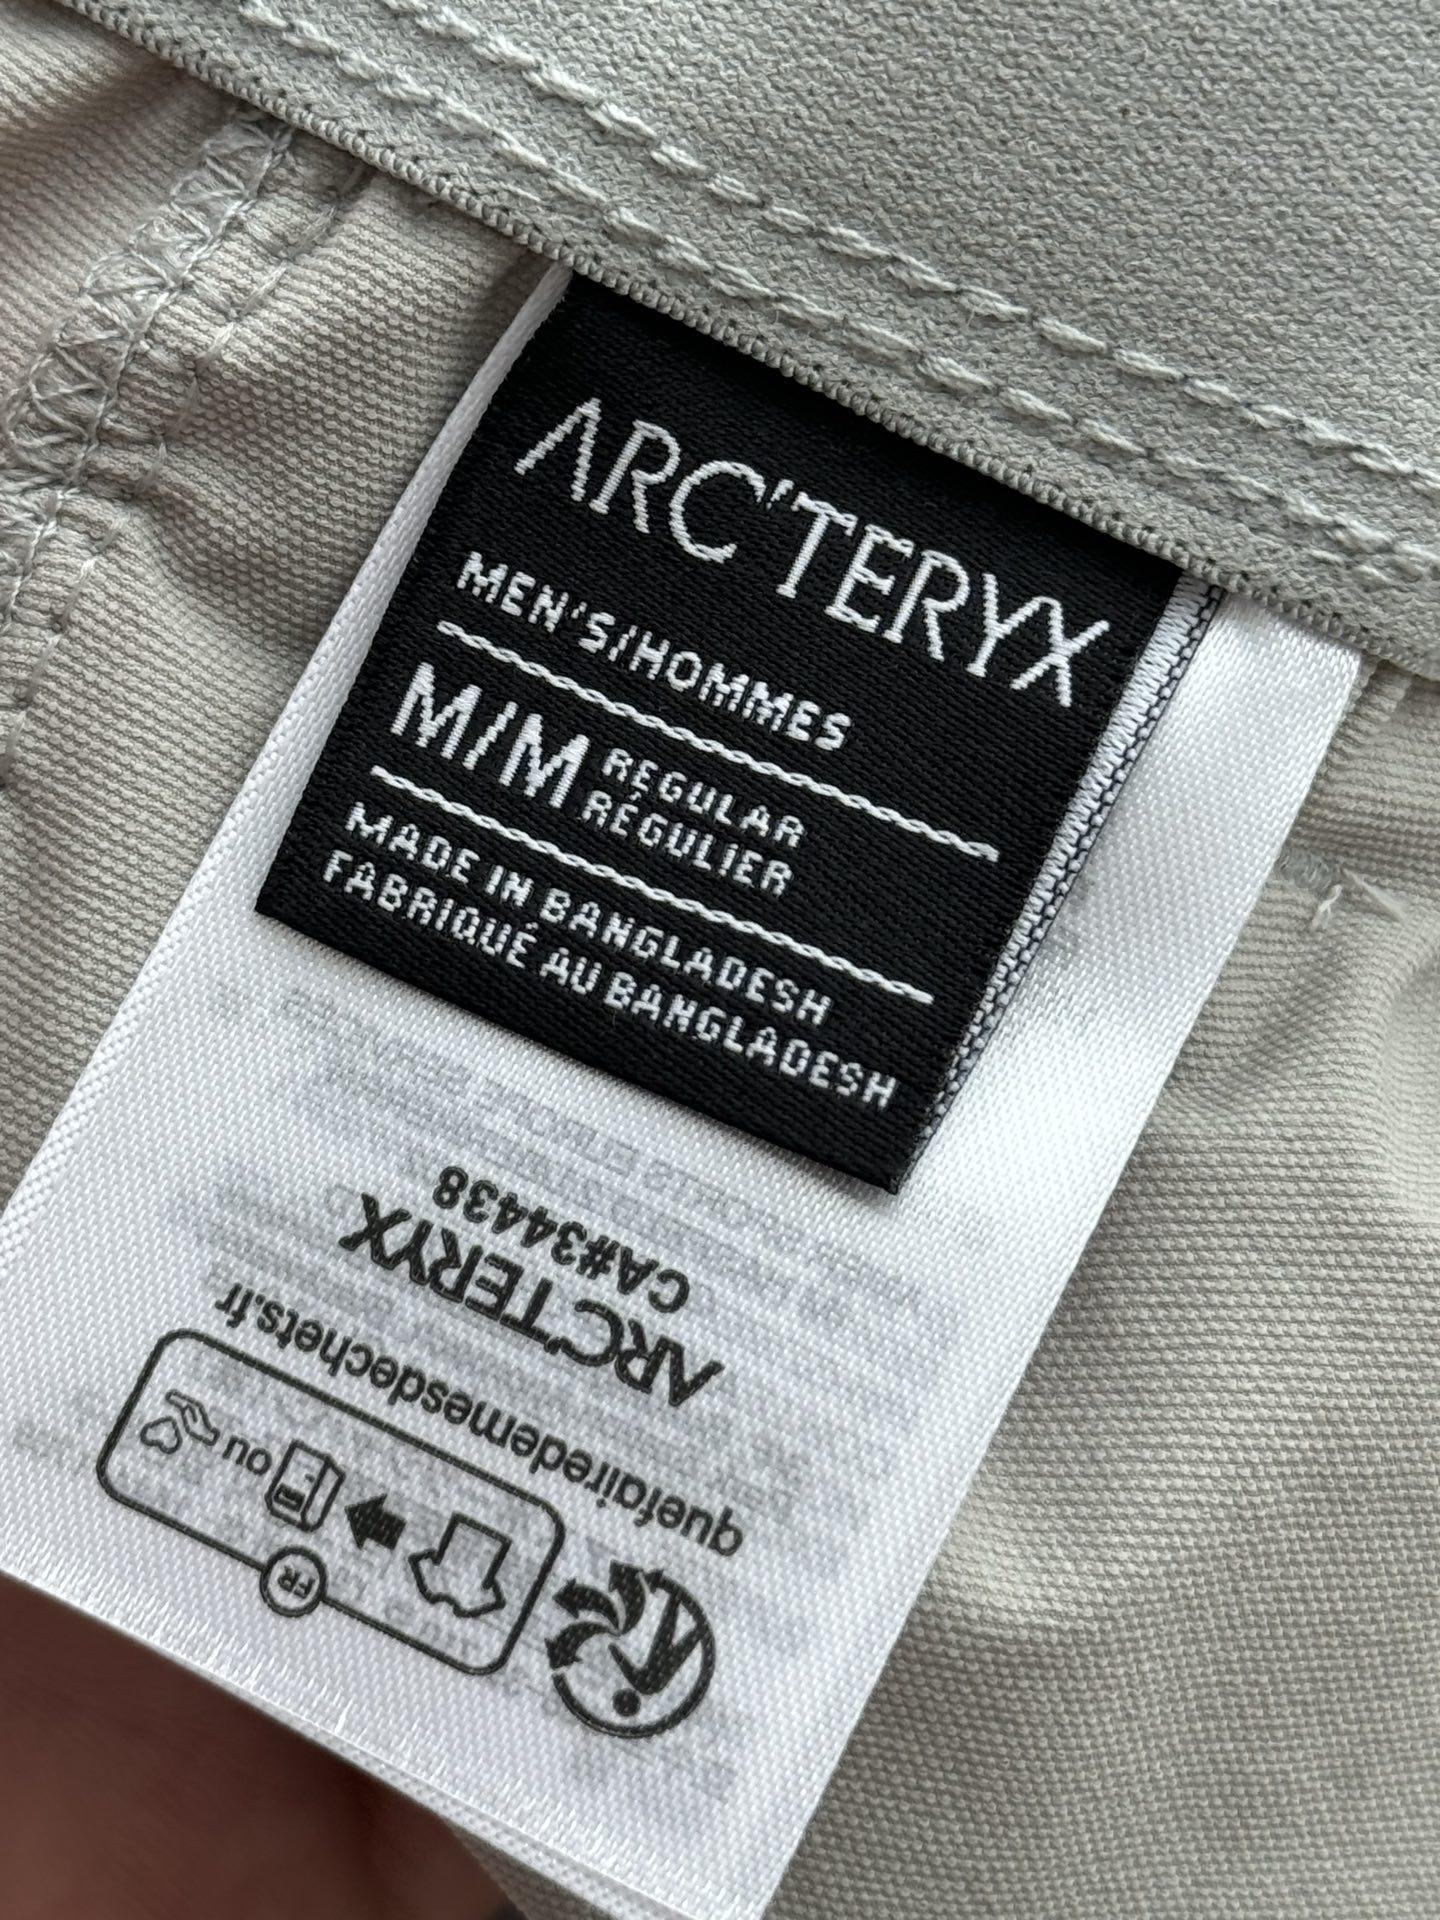 ARC'TERYX
MEN'S/HOMMES
M/M REGULAR
RÉGULIER
MADE IN BANGLADESH
FABRIQUÉ AU BANGLADESH
FR
ou
quefairedemesdechets.fr
ARC'TERYX
CA#34438